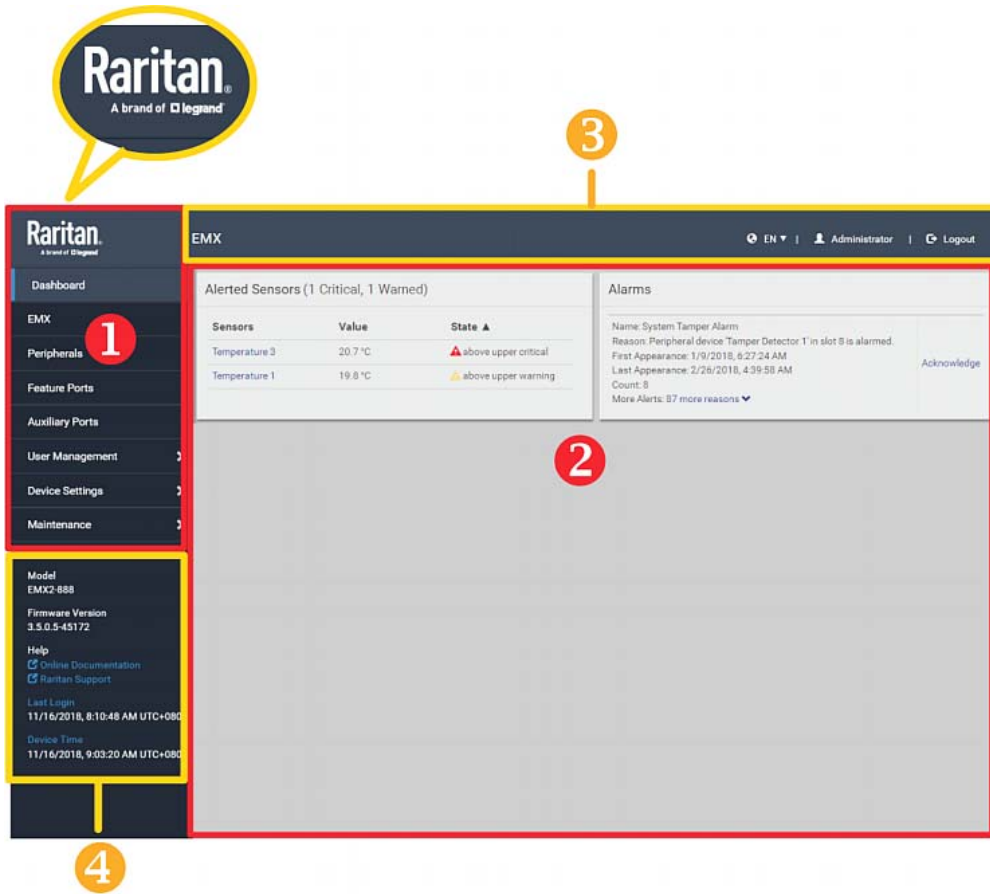 Raritan.
A brand of legrand
3
Raritan.
A brand of legrand
EMX
EN
Administrator
Logout
Dashboard
EMX
Peripherals
Feature Ports
Auxiliary Ports
User Management
Device Settings
Maintenance
1
Alerted Sensors (1 Critical, 1 Warned)
Sensors Value State ▲
Temperature 3 20.7 °C above upper critical
Temperature 1 19.8 °C above upper warning
Alarms
Name: System Tamper Alarm
Reason: Peripheral device 'Tamper Detector 1' in slot 8 is alarmed.
First Appearance: 1/9/2018, 6:27:24 AM
Last Appearance: 2/26/2018, 4:39:58 AM
Count: 8
More Alerts: 87 more reasons
Acknowledge
2
Model
EMX2-888
Firmware Version
3.5.0.5-45172
Help
Online Documentation
Raritan Support
Last Login
11/16/2018, 8:10:48 AM UTC+080
Device Time
11/16/2018, 9:03:20 AM UTC+080
4